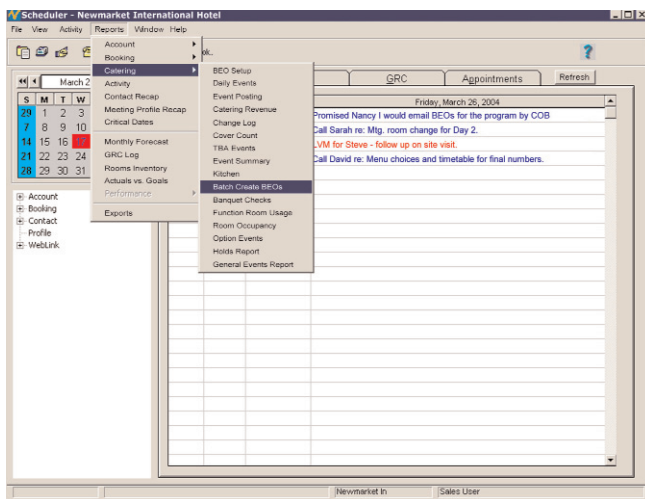 Scheduler - Newmarket International Hotel
File View Activity Reports Window Help
ok..
Account
Booking
Catering
Activity
Contact Recap
Meeting Profile Recap
Critical Dates
Monthly Forecast
GRC Log
Rooms Inventory
Actuals vs. Goals
Performance
Exports
BEO Setup
Daily Events
Event Posting
Catering Revenue
Change Log
Cover Count
TBA Events
Event Summary
Kitchen
Batch Create BEOs
Banquet Checks
Function Room Usage
Room Occupancy
Option Events
Holds Report
General Events Report
March 2
S M T W
29 1 2 3
7 8 9 10
14 15 16
21 22 23 24
28 29 30 31
Account
Booking
Contact
Profile
WebLink
GRC Appointments Refresh
Friday, March 26, 2004
Promised Nancy I would email BEOs for the program by COB
Call Sarah re: Mtg. room change for Day 2.
LVM for Steve - follow up on site visit.
Call David re: Menu choices and timetable for final numbers.
Newmarket In Sales User